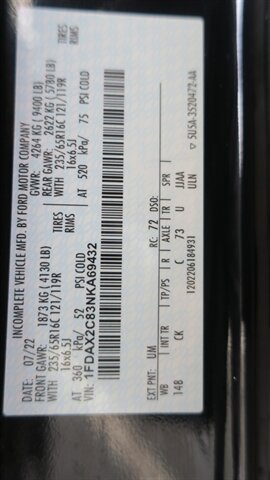 INCOMPLETE VEHICLE MFD. BY FORD MOTOR COMPANY
DATE: 07/22 GVWR: 4264 KG ( 9400 LB)
FRONT GAWR: 1873 KG ( 4130 LB) REAR GAWR: 2622 KG ( 5780 LB)
WITH 235/65R16C 121/119R TIRES WITH 235/65R16C 121/119R TIRES
16x6.5J RIMS 16x6.5J RIMS
AT 360 kPA/ 52 PSI COLD AT 520 kPA/ 75 PSI COLD
VIN: 1FDAX2C83NKA69432
EXT PNT: UM RC: 72 DSO:
WB INT TR TP/PS R AXLE TR SPR
148 CK C 73 U JJAA
ULN
1202206184931 5USA-3520472-AA